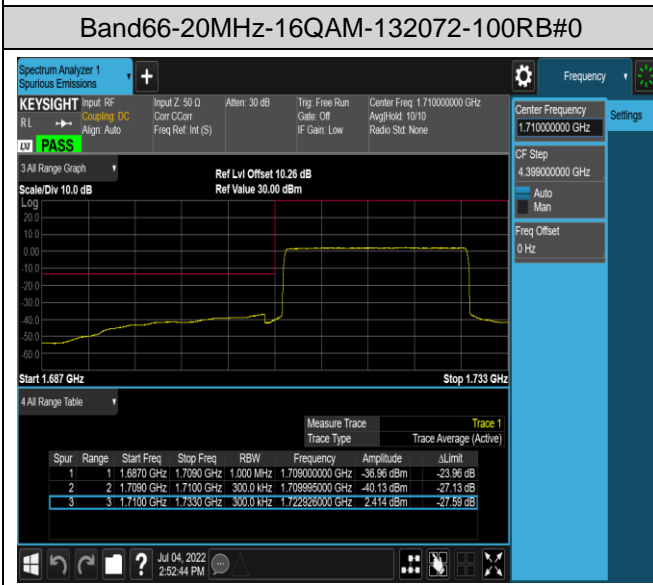 Band66-20MHz-16QAM-132072-100RB#0
Spectrum Analyzer 1
Spurious Emissions
Frequency
KEYSIGHT
RL
LXI
PASS
Input: RF
Coupling: DC
Align: Auto
Input Z: 50 Ω
Corr CCorr
Freq Ref: Int (S)
Atten: 30 dB
Trig: Free Run
Gate: Off
IF Gain: Low
Center Freq: 1.710000000 GHz
Avg|Hold: 10/10
Radio Std: None
Center Frequency
1.710000000 GHz
Settings
CF Step
4.399000000 GHz
Auto
Man
Freq Offset
0 Hz
3 All Range Graph
Scale/Div 10.0 dB
Ref Lvl Offset 10.26 dB
Ref Value 30.00 dBm
Log
20.0
10.0
0.00
-10.0
-20.0
-30.0
-40.0
-50.0
-60.0
Start 1.687 GHz
Stop 1.733 GHz
4 All Range Table
Measure Trace Trace 1
Trace Type Trace Average (Active)
Spur Range Start Freq Stop Freq RBW Frequency Amplitude ΔLimit
1 1 1.6870 GHz 1.7090 GHz 1.000 MHz 1.709000000 GHz -36.96 dBm -23.96 dB
2 2 1.7090 GHz 1.7100 GHz 300.0 kHz 1.709995000 GHz -40.13 dBm -27.13 dB
3 3 1.7100 GHz 1.7330 GHz 300.0 kHz 1.722926000 GHz 2.414 dBm -27.59 dB
Jul 04, 2022
2:52:44 PM